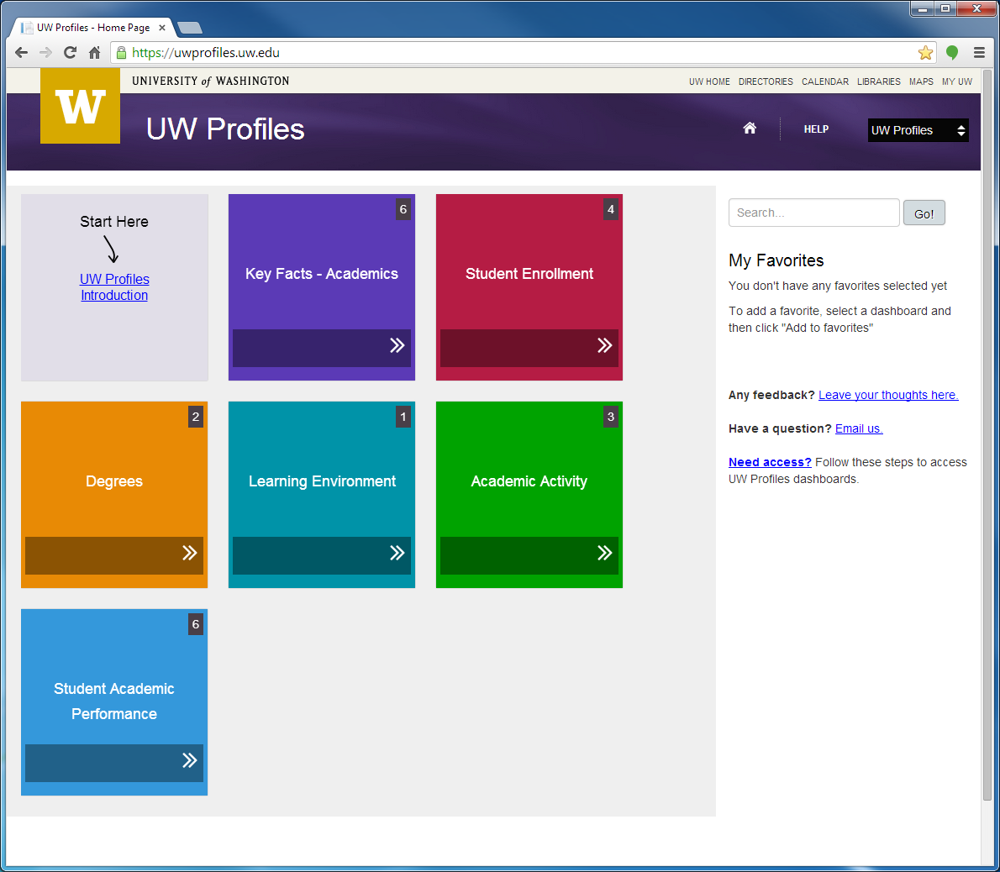 UW Profiles - Home Page
https://uwprofiles.uw.edu
W
UNIVERSITY of WASHINGTON
UW HOME DIRECTORIES CALENDAR LIBRARIES MAPS MY UW
UW Profiles
HELP
UW Profiles
Start Here
UW Profiles
Introduction
6
Key Facts - Academics
4
Student Enrollment
2
Degrees
1
Learning Environment
3
Academic Activity
6
Student Academic
Performance
Search...
Go!
My Favorites
You don't have any favorites selected yet
To add a favorite, select a dashboard and
then click "Add to favorites"
Any feedback? Leave your thoughts here.
Have a question? Email us.
Need access? Follow these steps to access
UW Profiles dashboards.